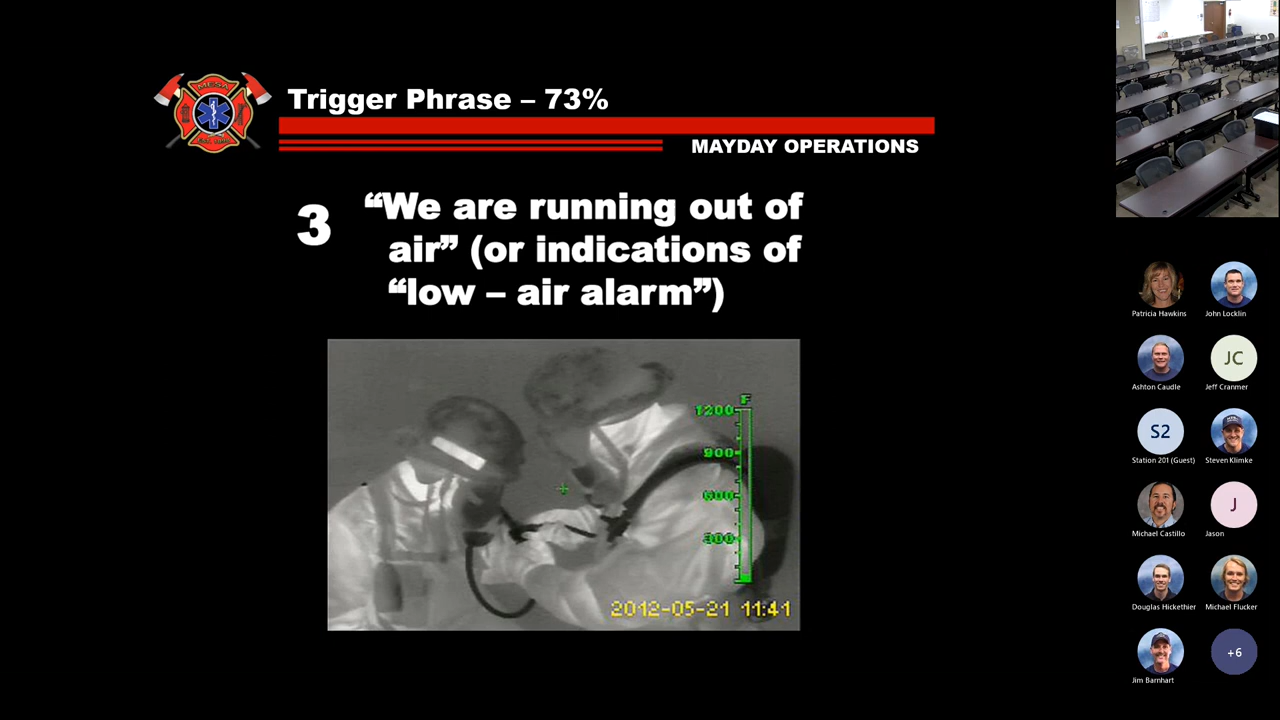 Trigger Phrase – 73%
MAYDAY OPERATIONS
3
“We are running out of
air” (or indications of
“low – air alarm”)
F
1200
900
600
300
2012-05-21 11:41
MESA
Patricia Hawkins
John Locklin
Ashton Caudle
JC
Jeff Cranmer
S2
Station 201 (Guest)
Steven Klimke
Michael Castillo
J
Jason
Douglas Hickethier
Michael Flucker
Jim Barnhart
+6